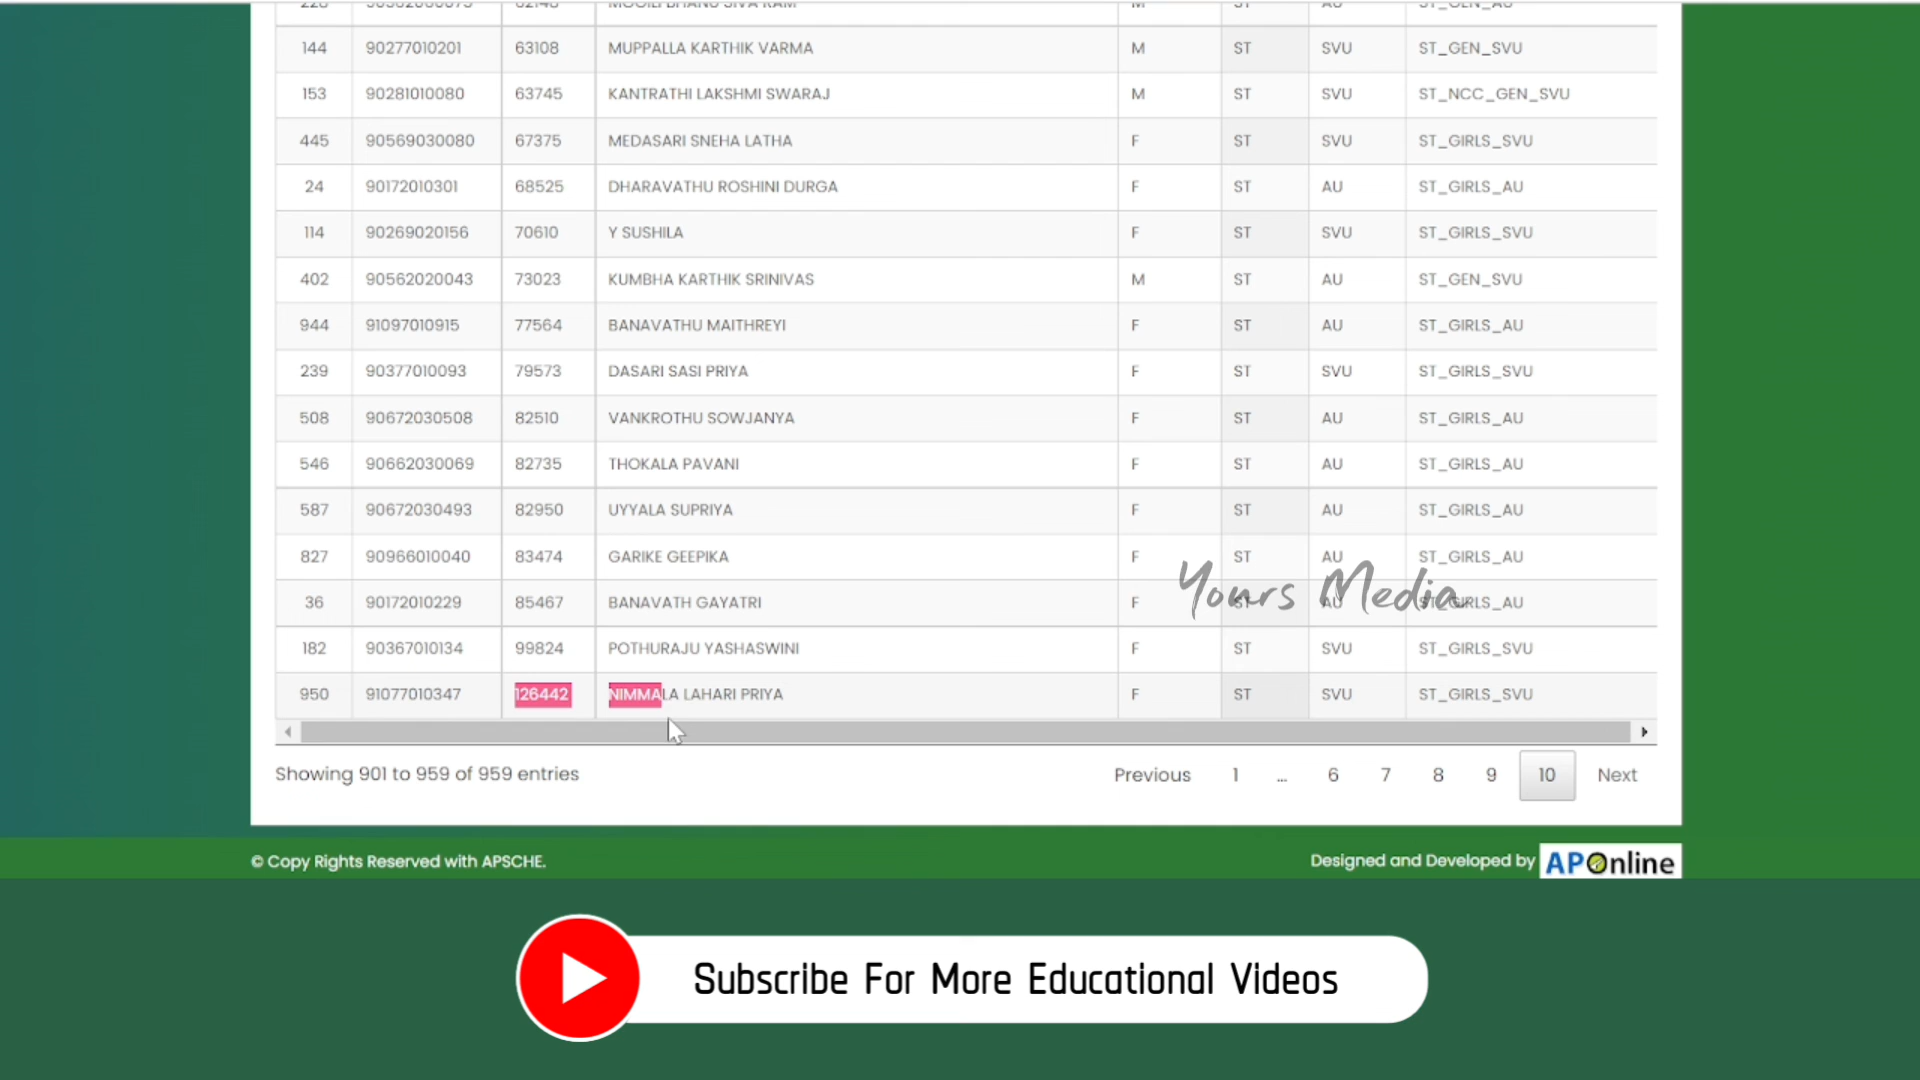 144 90277010201 63108 MUPPALLA KARTHIK VARMA M ST SVU ST_GEN_SVU
153 90281010080 63745 KANTRATHI LAKSHMI SWARAJ M ST SVU ST_NCC_GEN_SVU
445 90569030080 67375 MEDASARI SNEHA LATHA F ST SVU ST_GIRLS_SVU
24 90172010301 68525 DHARAVATHU ROSHINI DURGA F ST AU ST_GIRLS_AU
114 90269020156 70610 Y SUSHILA F ST SVU ST_GIRLS_SVU
402 90562020043 73023 KUMBHA KARTHIK SRINIVAS M ST AU ST_GEN_SVU
944 91097010915 77564 BANAVATHU MAITHREYI F ST AU ST_GIRLS_AU
239 90377010093 79573 DASARI SASI PRIYA F ST SVU ST_GIRLS_SVU
508 90672030508 82510 VANKROTHU SOWJANYA F ST AU ST_GIRLS_AU
546 90662030069 82735 THOKALA PAVANI F ST AU ST_GIRLS_AU
587 90672030493 82950 UYYALA SUPRIYA F ST AU ST_GIRLS_AU
827 90966010040 83474 GARIKE GEEPIKA F ST AU ST_GIRLS_AU
Yours Media
36 90172010229 85467 BANAVATH GAYATRI F ST AU ST_GIRLS_AU
182 90367010134 99824 POTHURAJU YASHASWINI F ST SVU ST_GIRLS_SVU
950 91077010347 126442 NIMMALA LAHARI PRIYA F ST SVU ST_GIRLS_SVU
Showing 901 to 959 of 959 entries Previous 1 ... 6 7 8 9 10 Next
© Copy Rights Reserved with APSCHE. Designed and Developed by APOnline
Subscribe For More Educational Videos